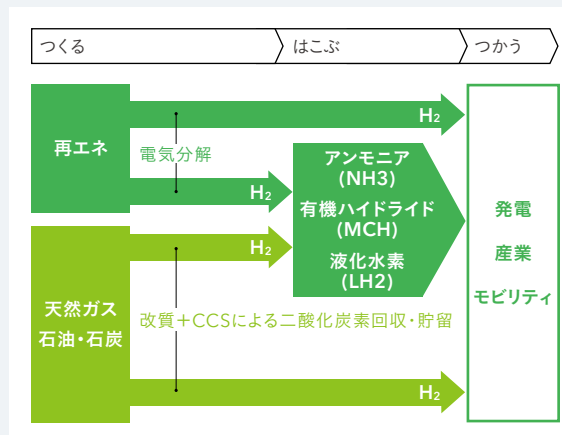 つくる
はこぶ
つかう
再エネ
H2
電気分解
H2
アンモニア
(NH3)
有機ハイドライド
(MCH)
液化水素
(LH2)
H2
天然ガス
石油・石炭
改質+CCSによる二酸化炭素回収・貯留
H2
発電
産業
モビリティ